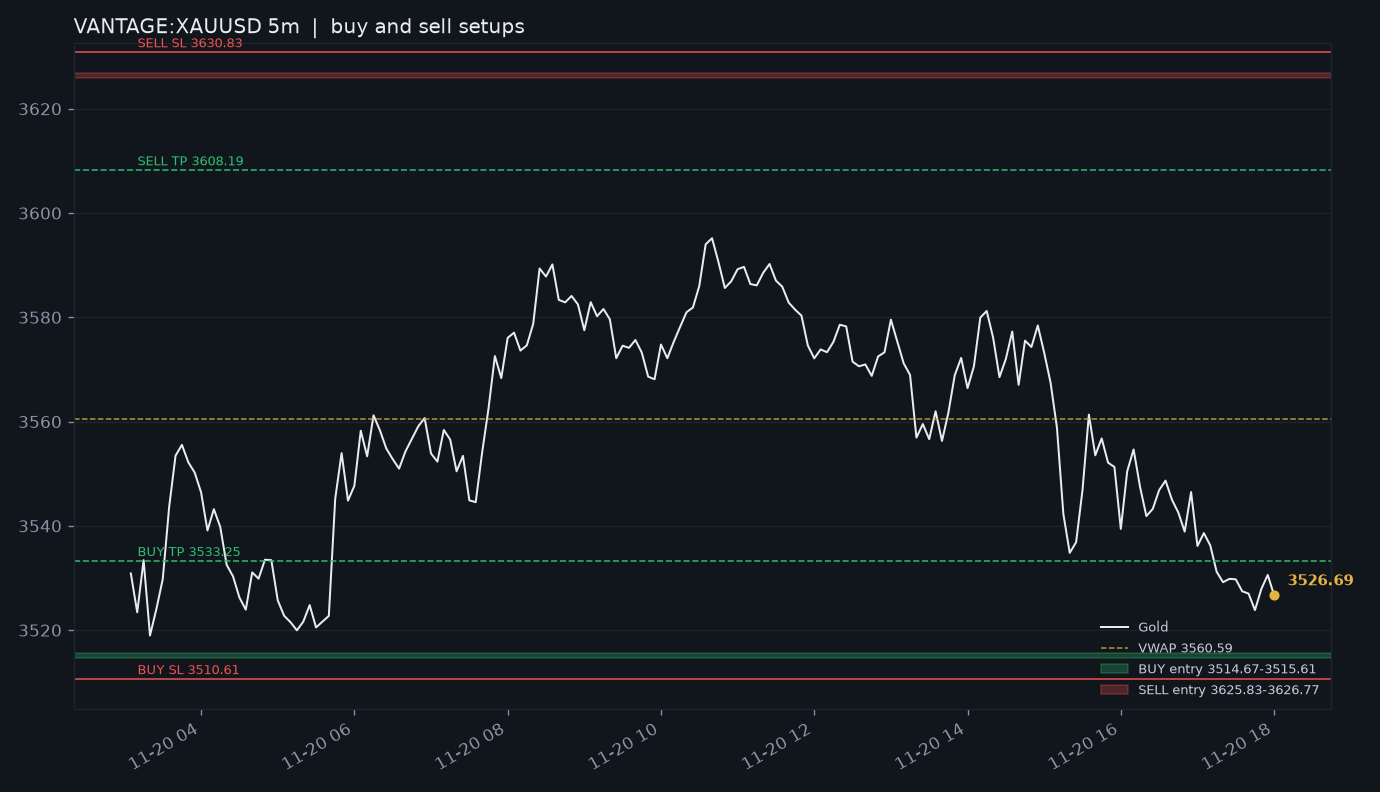 VANTAGE:XAUUSD 5m | buy and sell setups
SELL SL 3630.83
3620
SELL TP 3608.19
3600
3580
3560
3540
BUY TP 3533.25
3526.69
3520
Gold
VWAP 3560.59
BUY entry 3514.67-3515.61
SELL entry 3625.83-3626.77
BUY SL 3510.61
11-20 04
11-20 06
11-20 08
11-20 10
11-20 12
11-20 14
11-20 16
11-20 18